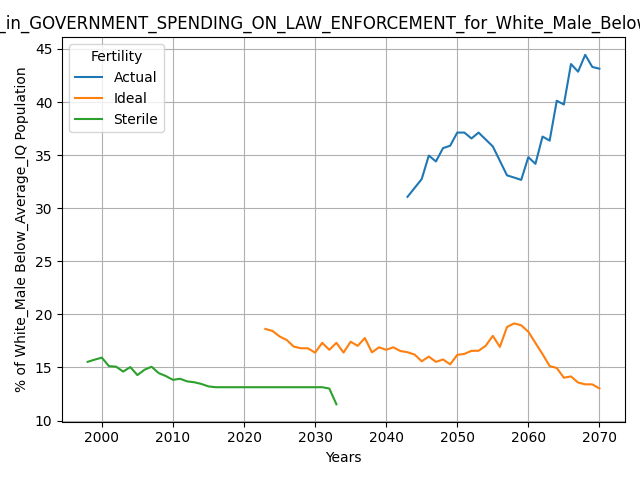 _in_GOVERNMENT_SPENDING_ON_LAW_ENFORCEMENT_for_White_Male_Below
Fertility
Actual
Ideal
Sterile
% of White_Male Below_Average_IQ Population
45
40
35
30
25
20
15
10
2000 2010 2020 2030 2040 2050 2060 2070
Years